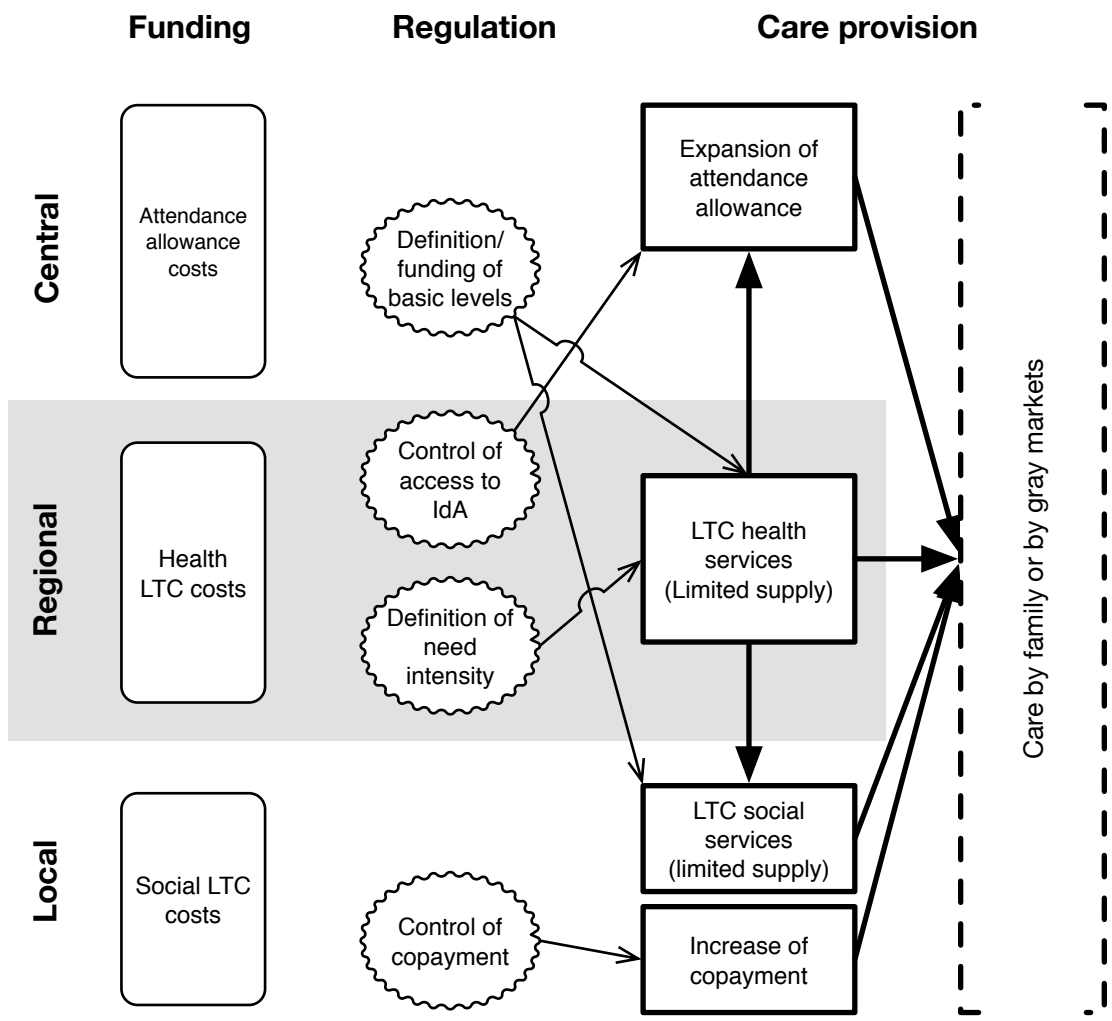 Funding
Regulation
Care provision
Central
Attendance
allowance
costs
Definition/
funding of
basic levels
Expansion of
attendance
allowance
Regional
Health
LTC costs
Control of
access to
IdA
Definition of
need
intensity
LTC health
services
(Limited supply)
Local
Social LTC
costs
Control of
copayment
LTC social
services
(limited supply)
Increase of
copayment
Care by family or by gray markets